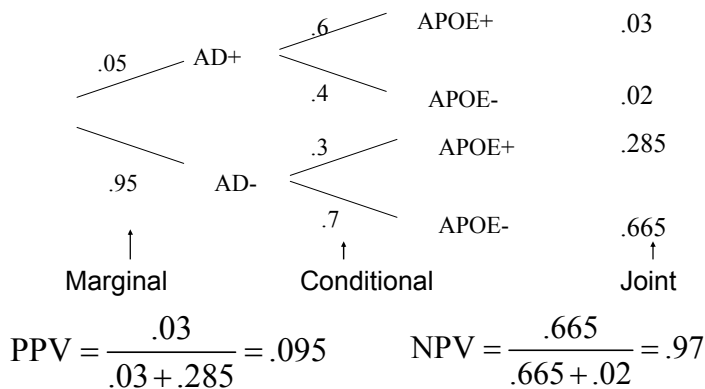 .6 APOE+ .03
.05 AD+
.4 APOE- .02
.3 APOE+ .285
.95 AD-
.7 APOE- .665
Marginal Conditional Joint
PPV = .03 / .03 + .285 = .095 NPV = .665 / .665 + .02 = .97